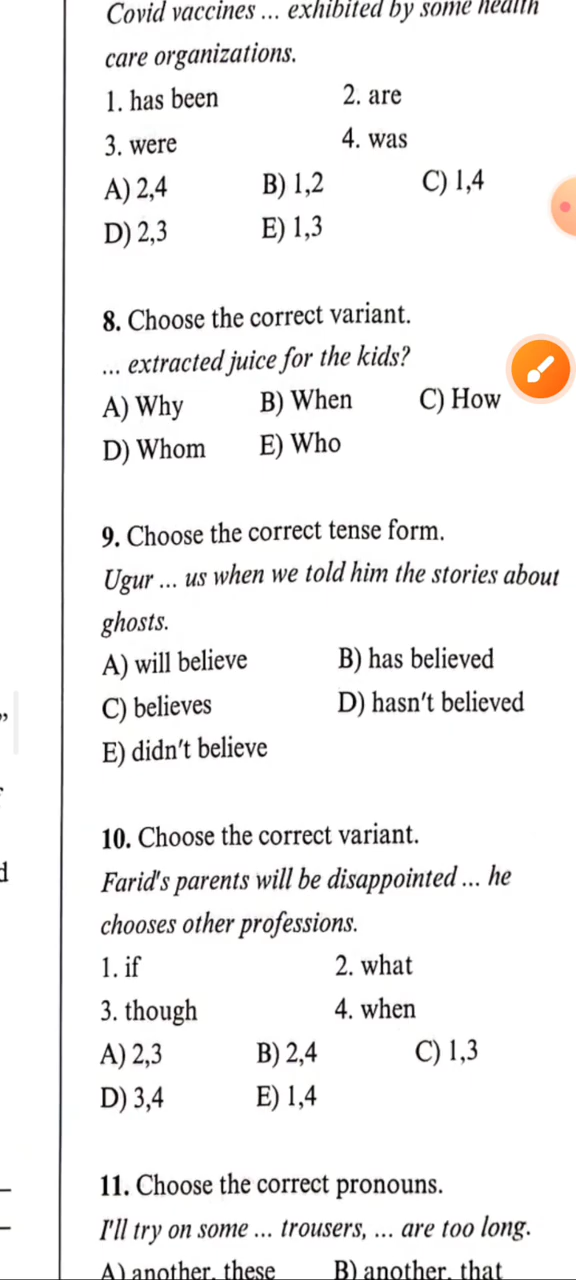 Covid vaccines ... exhibited by some health
care organizations.
1. has been 2. are
3. were 4. was
A) 2,4 B) 1,2 C) 1,4
D) 2,3 E) 1,3
8. Choose the correct variant.
... extracted juice for the kids?
A) Why B) When C) How
D) Whom E) Who
9. Choose the correct tense form.
Ugur ... us when we told him the stories about
ghosts.
A) will believe B) has believed
C) believes D) hasn't believed
E) didn't believe
10. Choose the correct variant.
Farid's parents will be disappointed ... he
chooses other professions.
1. if 2. what
3. though 4. when
A) 2,3 B) 2,4 C) 1,3
D) 3,4 E) 1,4
11. Choose the correct pronouns.
I'll try on some ... trousers, ... are too long.
A) another, these B) another, that